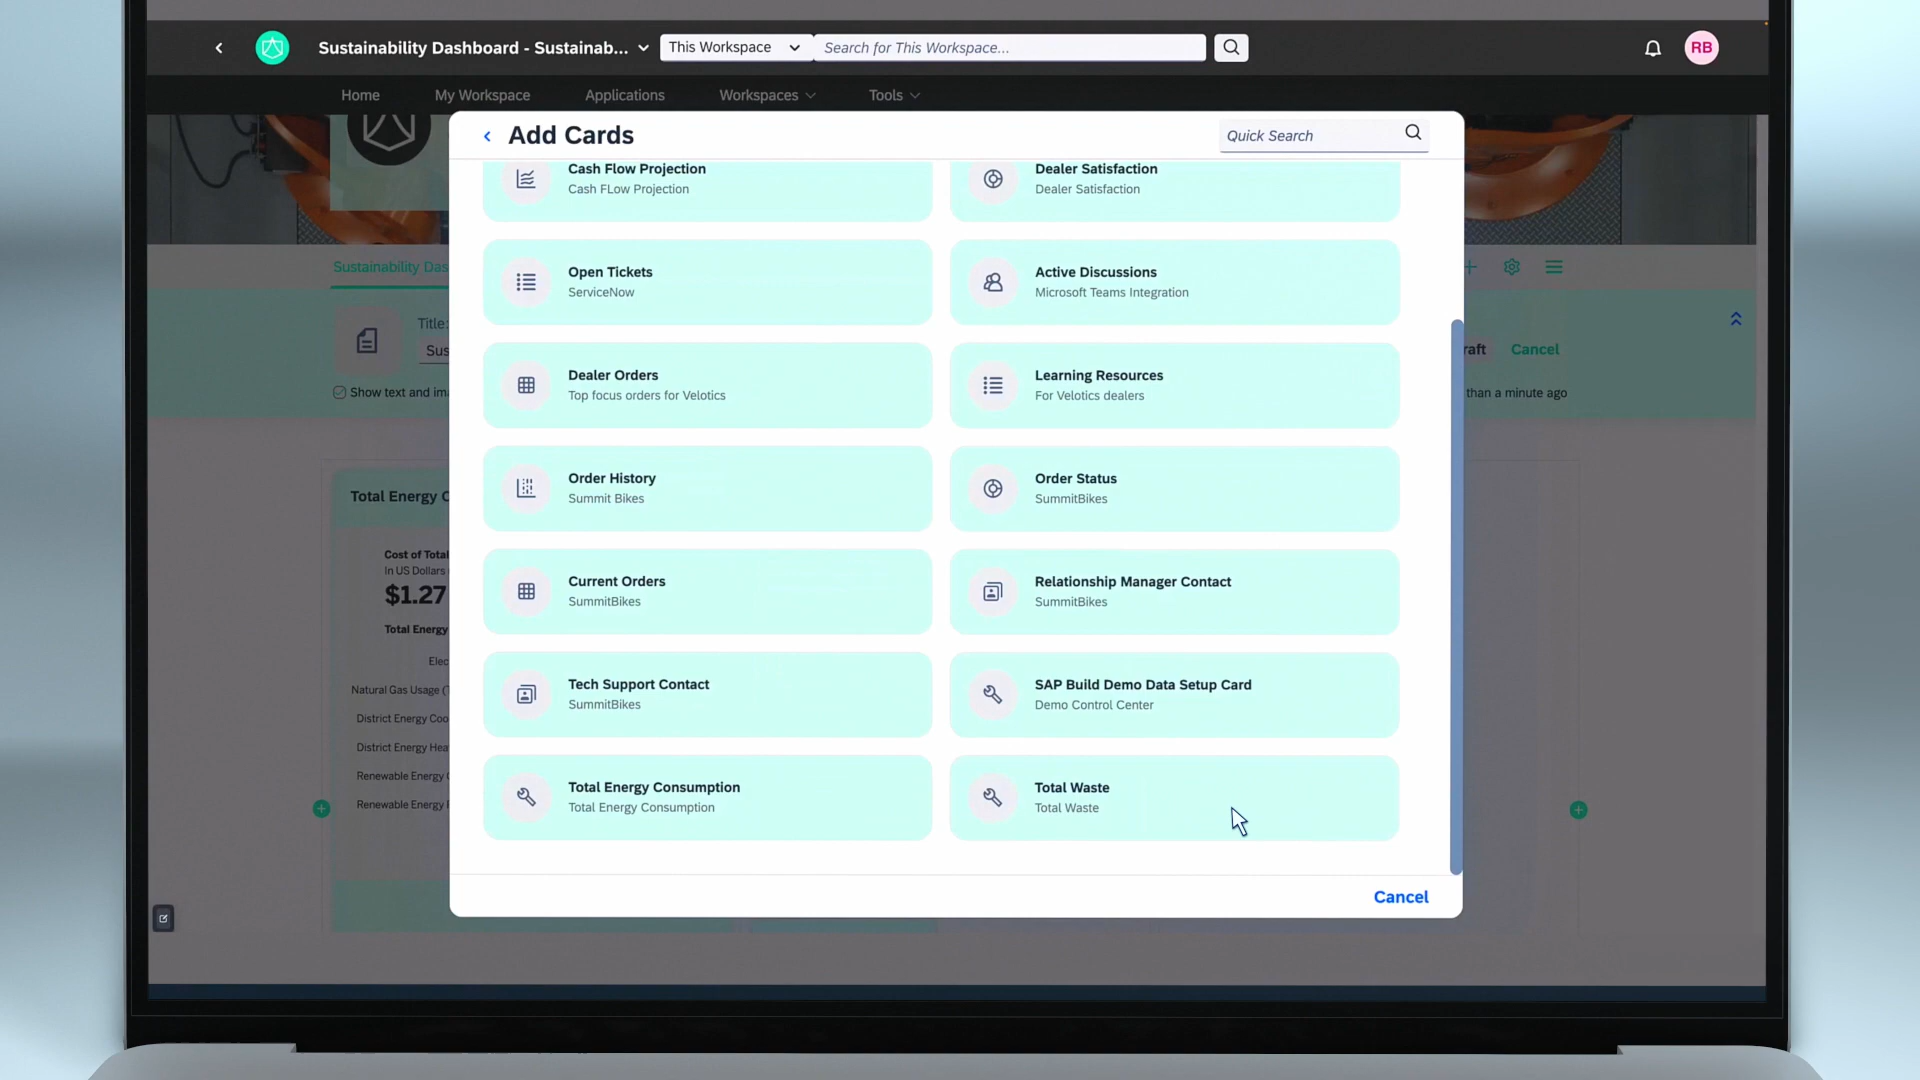 Sustainability Dashboard - Sustainab...
This Workspace
Search for This Workspace...
RB
Home
My Workspace
Applications
Workspaces
Tools
Add Cards
Quick Search
Cash Flow Projection
Cash FLow Projection
Dealer Satisfaction
Dealer Satisfaction
Open Tickets
ServiceNow
Active Discussions
Microsoft Teams Integration
Dealer Orders
Top focus orders for Velotics
Learning Resources
For Velotics dealers
Order History
Summit Bikes
Order Status
SummitBikes
Current Orders
SummitBikes
Relationship Manager Contact
SummitBikes
Tech Support Contact
SummitBikes
SAP Build Demo Data Setup Card
Demo Control Center
Total Energy Consumption
Total Energy Consumption
Total Waste
Total Waste
Cancel
Sustainability Das
Title:
Sus
Show text and im
raft
Cancel
than a minute ago
Total Energy C
Cost of Total
In US Dollars
$1.27
Total Energy
Elec
Natural Gas Usage (
District Energy Coo
District Energy Hea
Renewable Energy
Renewable Energy